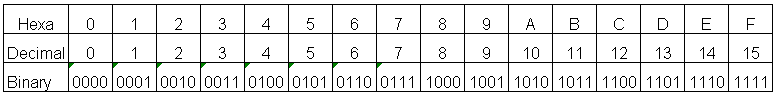 Hexa 0 1 2 3 4 5 6 7 8 9 A B C D E F
Decimal 0 1 2 3 4 5 6 7 8 9 10 11 12 13 14 15
Binary 0000 0001 0010 0011 0100 0101 0110 0111 1000 1001 1010 1011 1100 1101 1110 1111